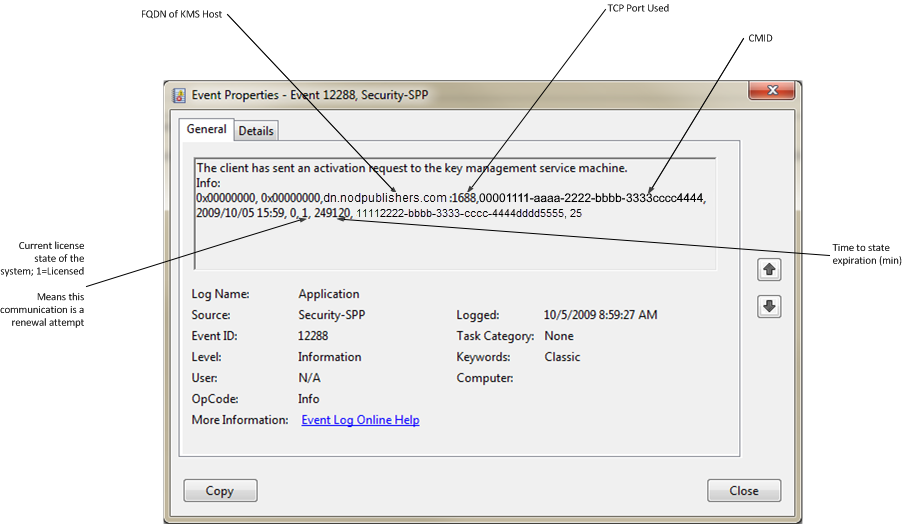 FQDN of KMS Host
TCP Port Used
CMID
Event Properties - Event 12288, Security-SPP
General
Details
The client has sent an activation request to the key management service machine.
Info:
0x00000000, 0x00000000,dn.nodpublishers.com :1688,00001111-aaaa-2222-bbbb-3333cccc4444,
2009/10/05 15:59, 0, 1, 249120, 11112222-bbbb-3333-cccc-4444dddd5555, 25
Current license
state of the
system; 1=Licensed
Means this
communication is a
renewal attempt
Time to state
expiration (min)
Log Name: Application
Source: Security-SPP Logged: 10/5/2009 8:59:27 AM
Event ID: 12288 Task Category: None
Level: Information Keywords: Classic
User: N/A Computer:
OpCode: Info
More Information: Event Log Online Help
Copy
Close